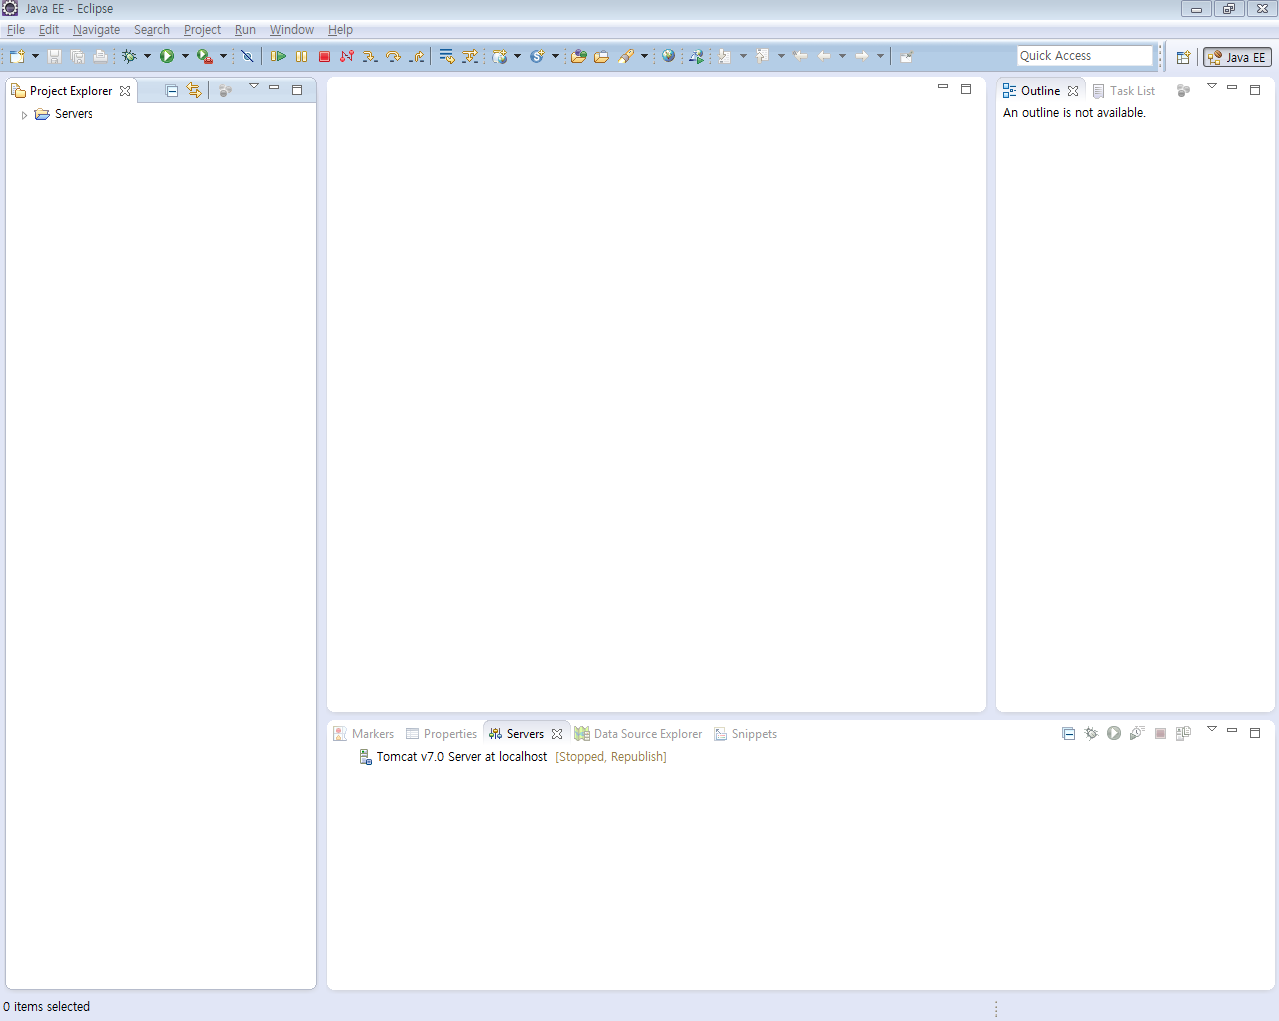 Java EE - Eclipse
File Edit Navigate Search Project Run Window Help
Quick Access
Java EE
Project Explorer
Servers
Outline Task List
An outline is not available.
Markers Properties Servers Data Source Explorer Snippets
Tomcat v7.0 Server at localhost [Stopped, Republish]
0 items selected